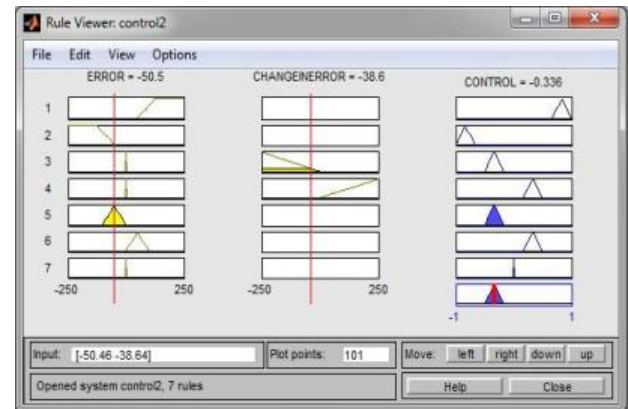 Rule Viewer: control2
File Edit View Options
ERROR = -50.5 CHANGEINERROR = -38.6 CONTROL = -0.336
1
2
3
4
5
6
7
-250 250 -250 250
-1 1
Input: [-50.46 -38.64] Plot points: 101 Move: left right down up
Opened system control2, 7 rules Help Close